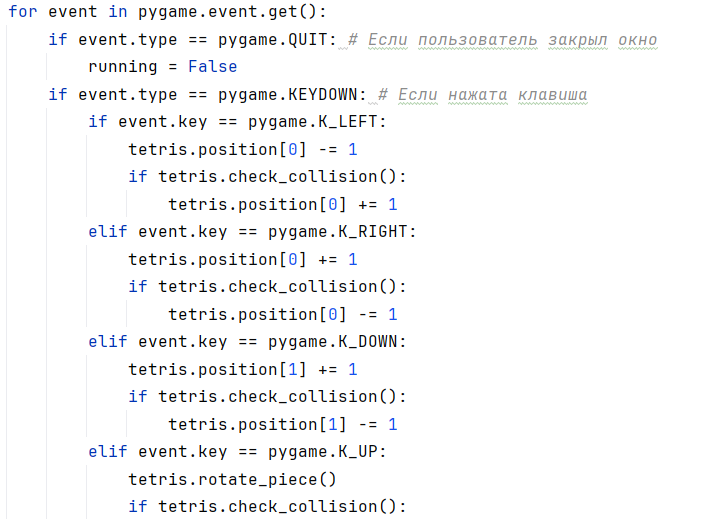 for event in pygame.event.get():
    if event.type == pygame.QUIT: # Если пользователь закрыл окно
        running = False
    if event.type == pygame.KEYDOWN: # Если нажата клавиша
        if event.key == pygame.K_LEFT:
            tetris.position[0] -= 1
            if tetris.check_collision():
                tetris.position[0] += 1
        elif event.key == pygame.K_RIGHT:
            tetris.position[0] += 1
            if tetris.check_collision():
                tetris.position[0] -= 1
        elif event.key == pygame.K_DOWN:
            tetris.position[1] += 1
            if tetris.check_collision():
                tetris.position[1] -= 1
        elif event.key == pygame.K_UP:
            tetris.rotate_piece()
            if tetris.check_collision():